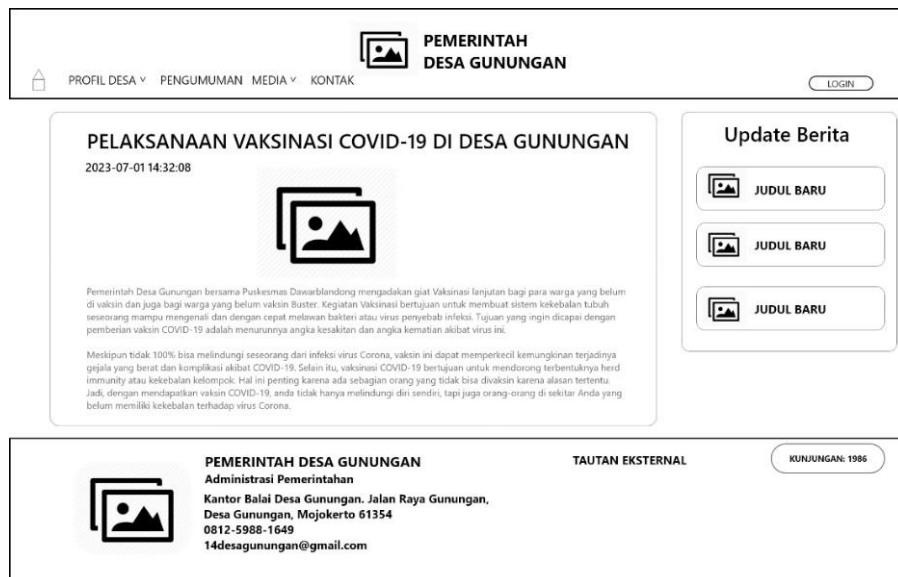 PEMERINTAH
DESA GUNUNGAN
PROFIL DESA ˅ PENGUMUMAN MEDIA ˅ KONTAK
LOGIN
PELAKSANAAN VAKSINASI COVID-19 DI DESA GUNUNGAN
2023-07-01 14:32:08
Pemerintah Desa Gunungan bersama Puskesmas Dawarblandong mengadakan giat Vaksinasi lanjutan bagi para warga yang belum
di vaksin dan juga bagi warga yang belum vaksin Buster. Kegiatan Vaksinasi bertujuan untuk membuat sistem kekebalan tubuh
seseorang mampu mengenali dan dengan cepat melawan bakteri atau virus penyebab infeksi. Tujuan yang ingin dicapai dengan
pemberian vaksin COVID-19 adalah menurunnya angka kesakitan dan angka kematian akibat virus ini.
Meskipun tidak 100% bisa melindungi seseorang dari infeksi virus Corona, vaksin ini dapat memperkecil kemungkinan terjadinya
gejala yang berat dan komplikasi akibat COVID-19. Selain itu, vaksinasi COVID-19 bertujuan untuk mendorong terbentuknya herd
immunity atau kekebalan kelompok. Hal ini penting karena ada sebagian orang yang tidak bisa divaksin karena alasan tertentu.
Jadi, dengan mendapatkan vaksin COVID-19, anda tidak hanya melindungi diri sendiri, tapi juga orang-orang di sekitar Anda yang
belum memiliki kekebalan terhadap virus Corona.
Update Berita
JUDUL BARU
JUDUL BARU
JUDUL BARU
PEMERINTAH DESA GUNUNGAN
Administrasi Pemerintahan
Kantor Balai Desa Gunungan. Jalan Raya Gunungan,
Desa Gunungan, Mojokerto 61354
0812-5988-1649
14desagunungan@gmail.com
TAUTAN EKSTERNAL
KUNJUNGAN: 1986